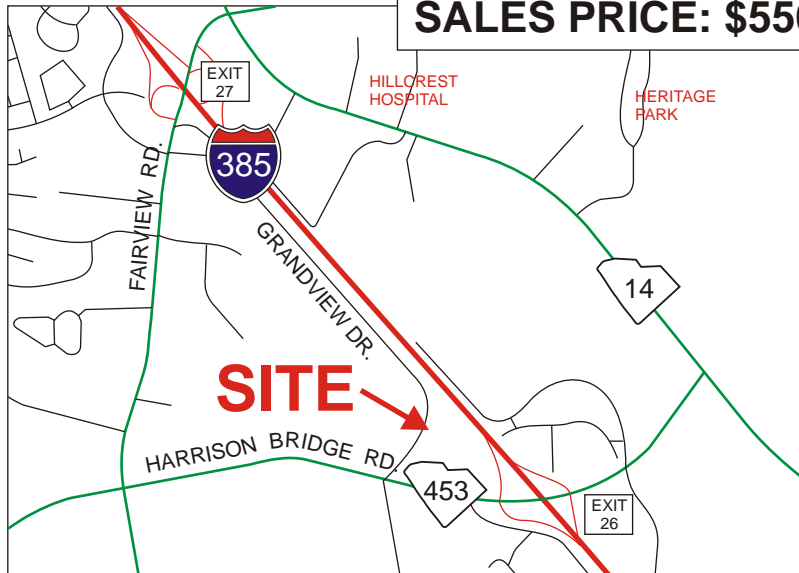 SALES PRICE: $550
EXIT
27
HILLCREST
HOSPITAL
HERITAGE
PARK
385
FAIRVIEW RD.
GRANDVIEW DR.
14
SITE
HARRISON BRIDGE RD.
453
EXIT
26